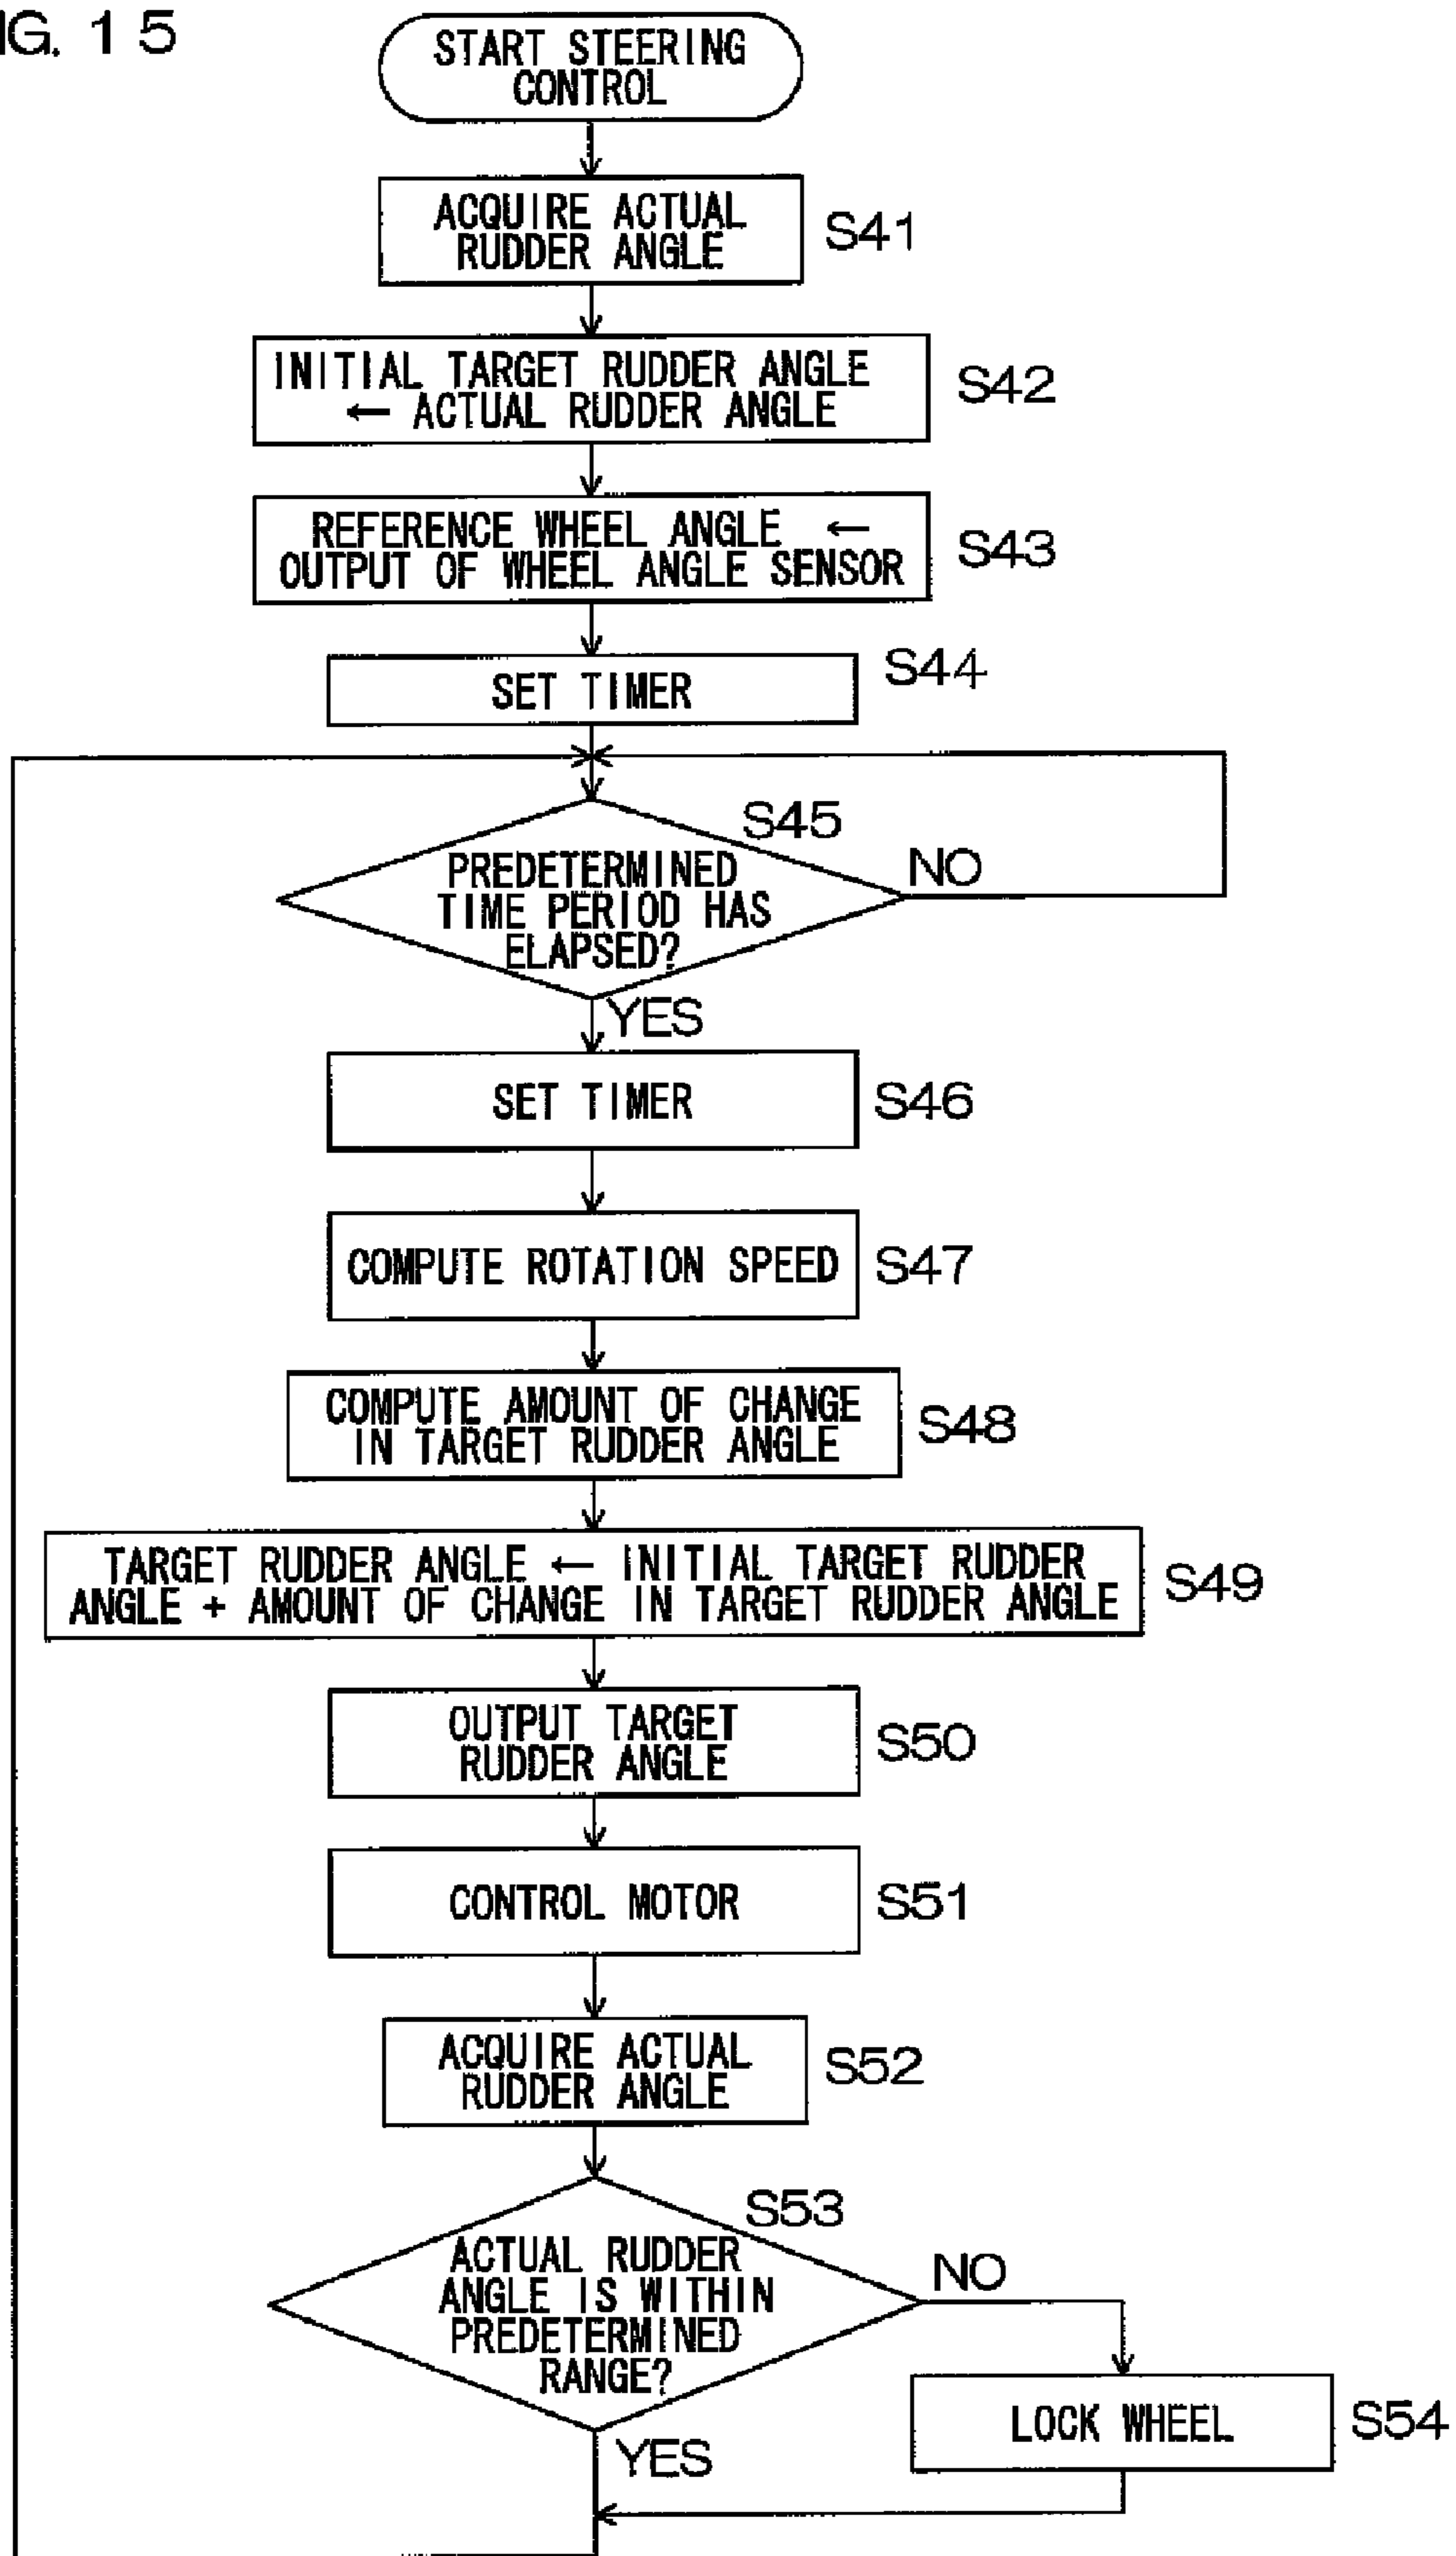 IG. 15
START STEERING
CONTROL
ACQUIRE ACTUAL
RUDDER ANGLE
S41
INITIAL TARGET RUDDER ANGLE
← ACTUAL RUDDER ANGLE
S42
REFERENCE WHEEL ANGLE ←
OUTPUT OF WHEEL ANGLE SENSOR
S43
SET TIMER
S44
S45
PREDETERMINED
TIME PERIOD HAS
ELAPSED?
NO
YES
SET TIMER
S46
COMPUTE ROTATION SPEED
S47
COMPUTE AMOUNT OF CHANGE
IN TARGET RUDDER ANGLE
S48
TARGET RUDDER ANGLE ← INITIAL TARGET RUDDER
ANGLE + AMOUNT OF CHANGE IN TARGET RUDDER ANGLE
S49
OUTPUT TARGET
RUDDER ANGLE
S50
CONTROL MOTOR
S51
ACQUIRE ACTUAL
RUDDER ANGLE
S52
S53
ACTUAL RUDDER
ANGLE IS WITHIN
PREDETERMINED
RANGE?
NO
LOCK WHEEL
S54
YES